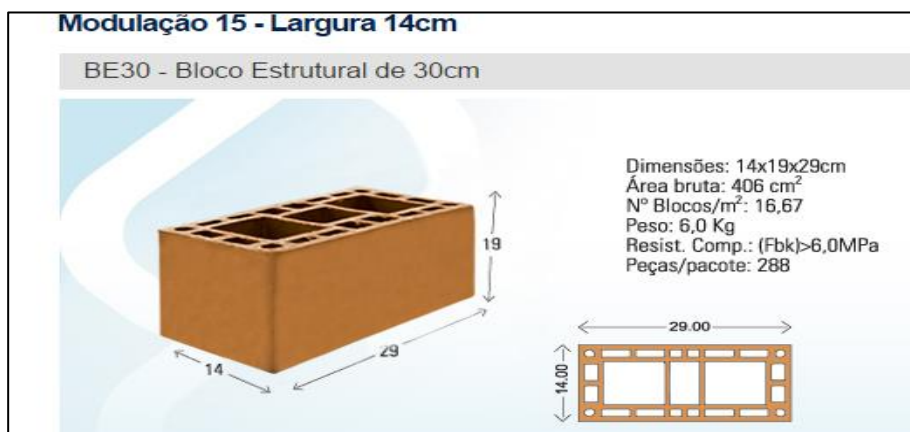 Modulação 15 - Largura 14cm
BE30 - Bloco Estrutural de 30cm
Dimensões: 14x19x29cm
Área bruta: 406 cm²
Nº Blocos/m²: 16,67
Peso: 6,0 Kg
Resist. Comp.: (Fbk)>6,0MPa
Peças/pacote: 288
19
29
14
29.00
14.00